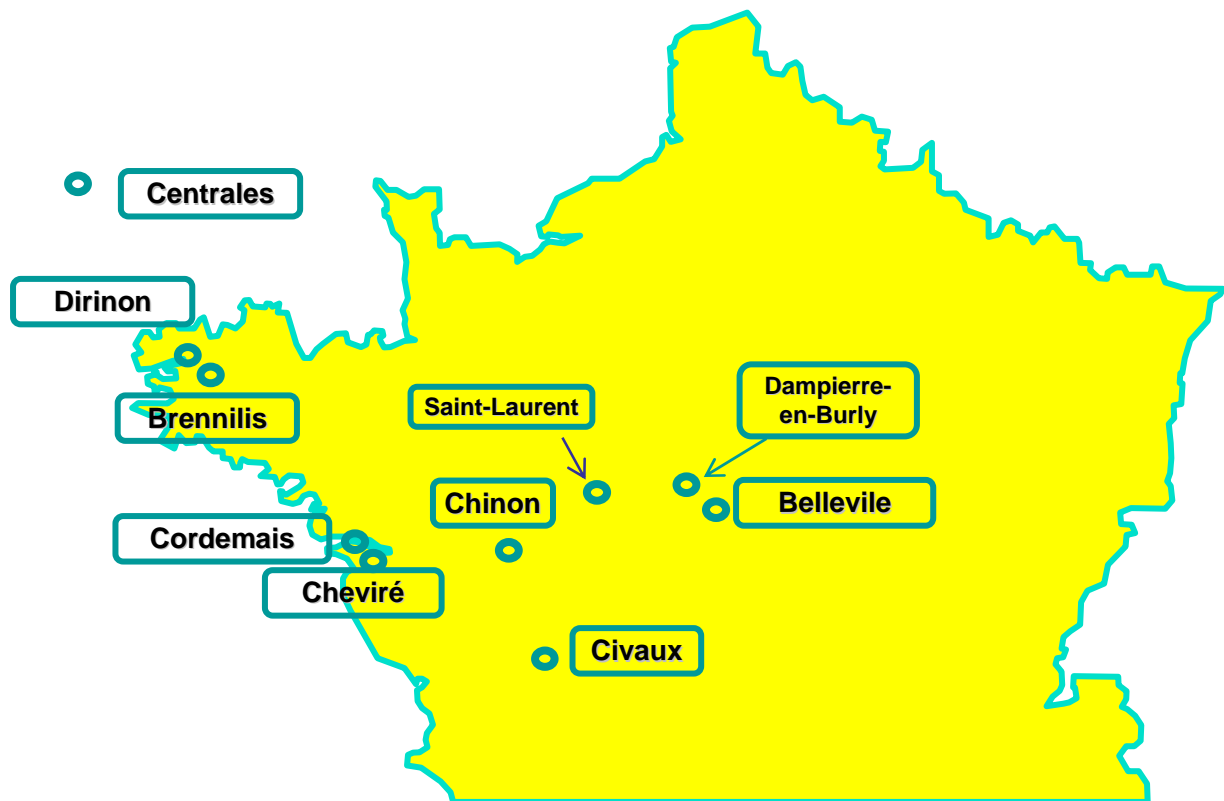 Centrales
Dirinon
Dampierre-
en-Burly
Saint-Laurent
Brennilis
Chinon
Bellevile
Cordemais
Cheviré
Civaux